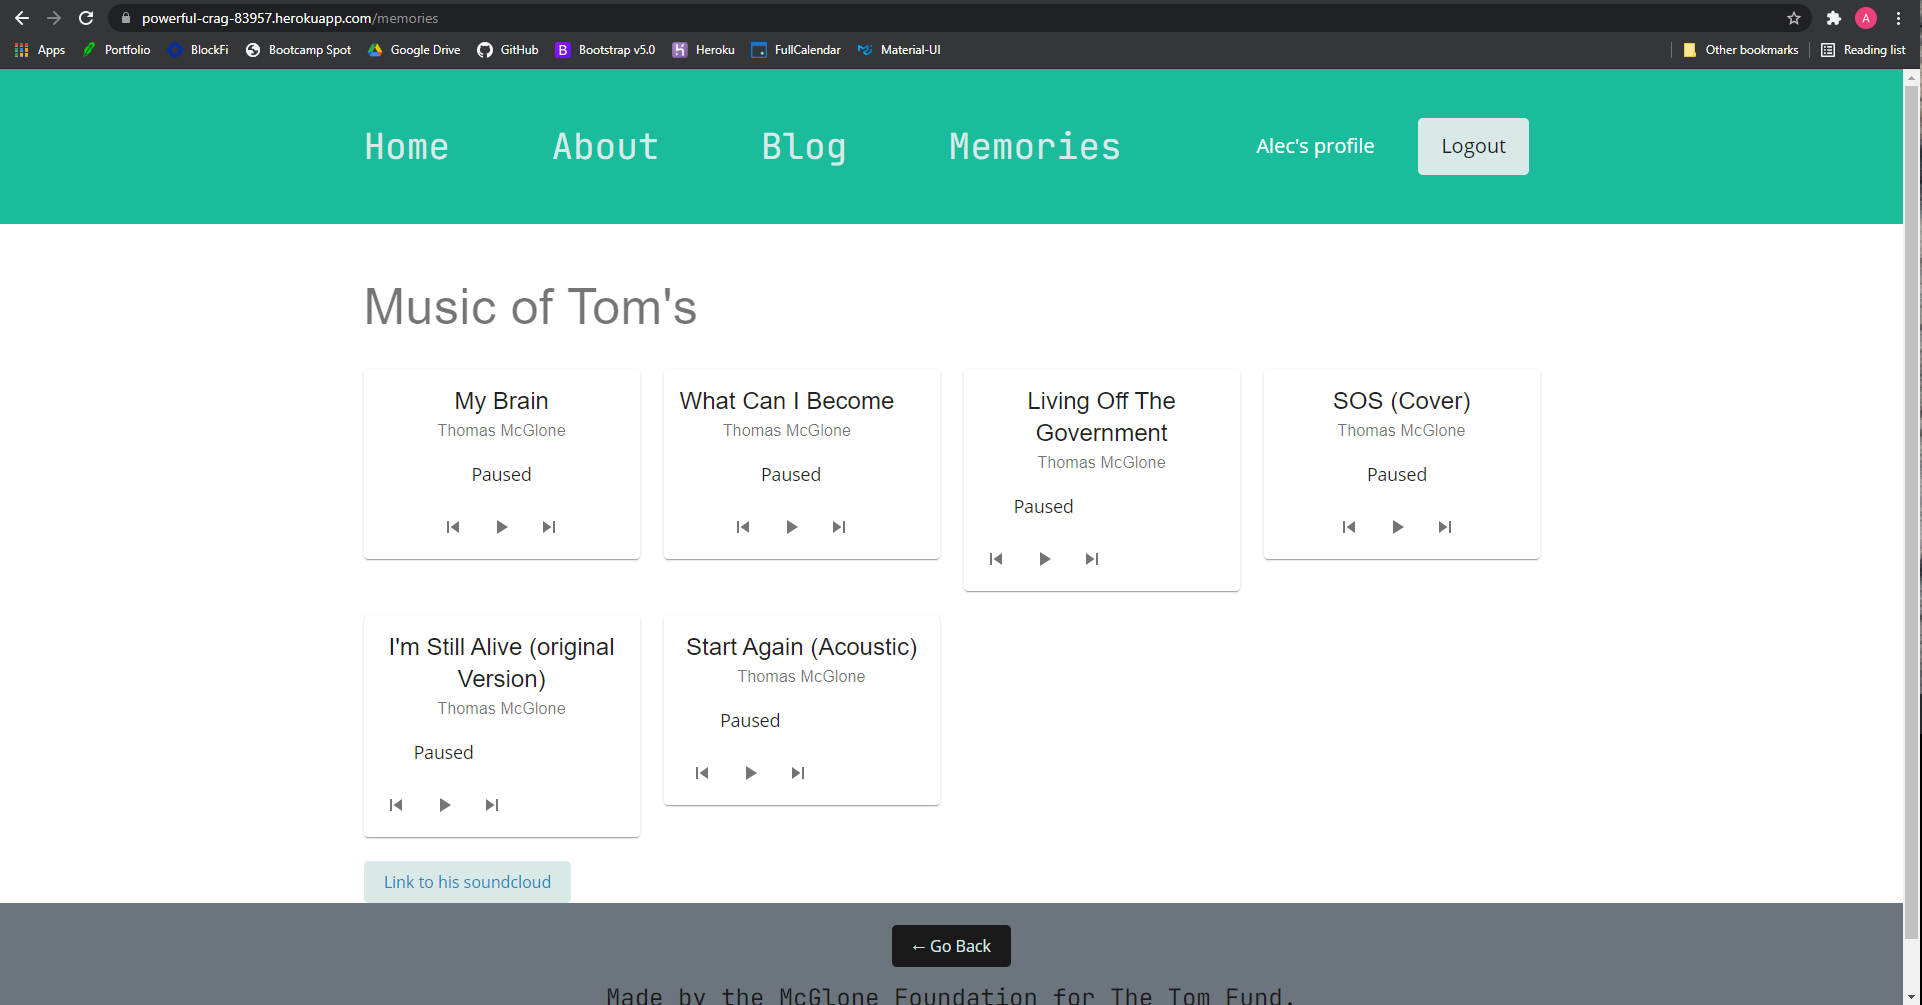 powerful-crag-83957.herokuapp.com/memories
A
Apps Portfolio BlockFi Bootcamp Spot Google Drive GitHub B Bootstrap v5.0 Heroku FullCalendar Material-UI Other bookmarks Reading list
Home About Blog Memories Alec's profile Logout
Music of Tom's
My Brain
Thomas McGlone
Paused
What Can I Become
Thomas McGlone
Paused
Living Off The
Government
Thomas McGlone
Paused
SOS (Cover)
Thomas McGlone
Paused
I'm Still Alive (original
Version)
Thomas McGlone
Paused
Start Again (Acoustic)
Thomas McGlone
Paused
Link to his soundcloud
← Go Back
Made by the McGlone Foundation for The Tom Fund.